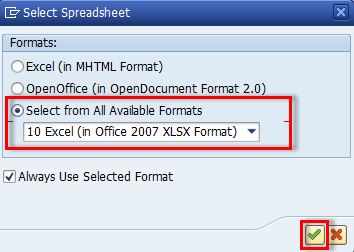 Select Spreadsheet
Formats:
Excel (in MHTML Format)
OpenOffice (in OpenDocument Format 2.0)
Select from All Available Formats
10 Excel (in Office 2007 XLSX Format)
Always Use Selected Format